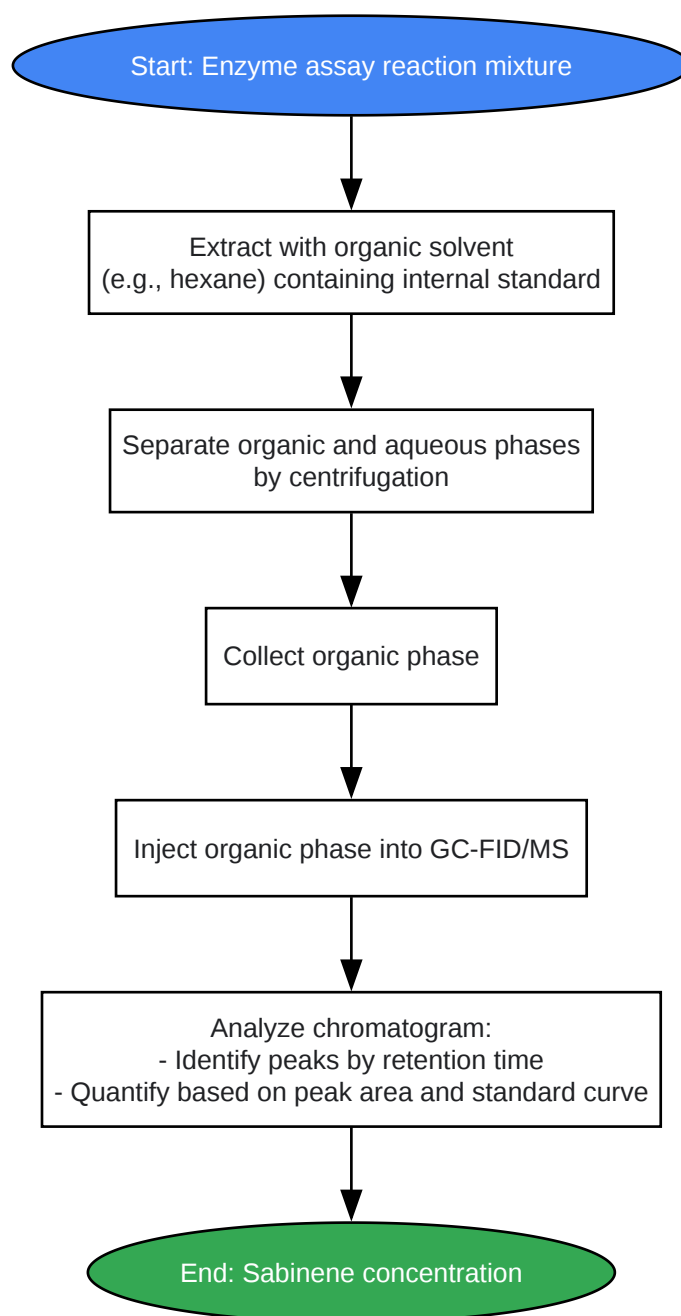 Start: Enzyme assay reaction mixture
Extract with organic solvent
(e.g., hexane) containing internal standard
Separate organic and aqueous phases
by centrifugation
Collect organic phase
Inject organic phase into GC-FID/MS
Analyze chromatogram:
- Identify peaks by retention time
- Quantify based on peak area and standard curve
End: Sabinene concentration